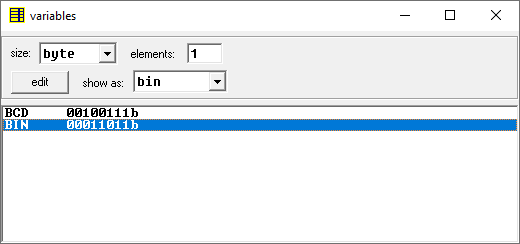 variables
size: byte elements: 1
edit show as: bin
BCD 00100111b
BIN 00011011b